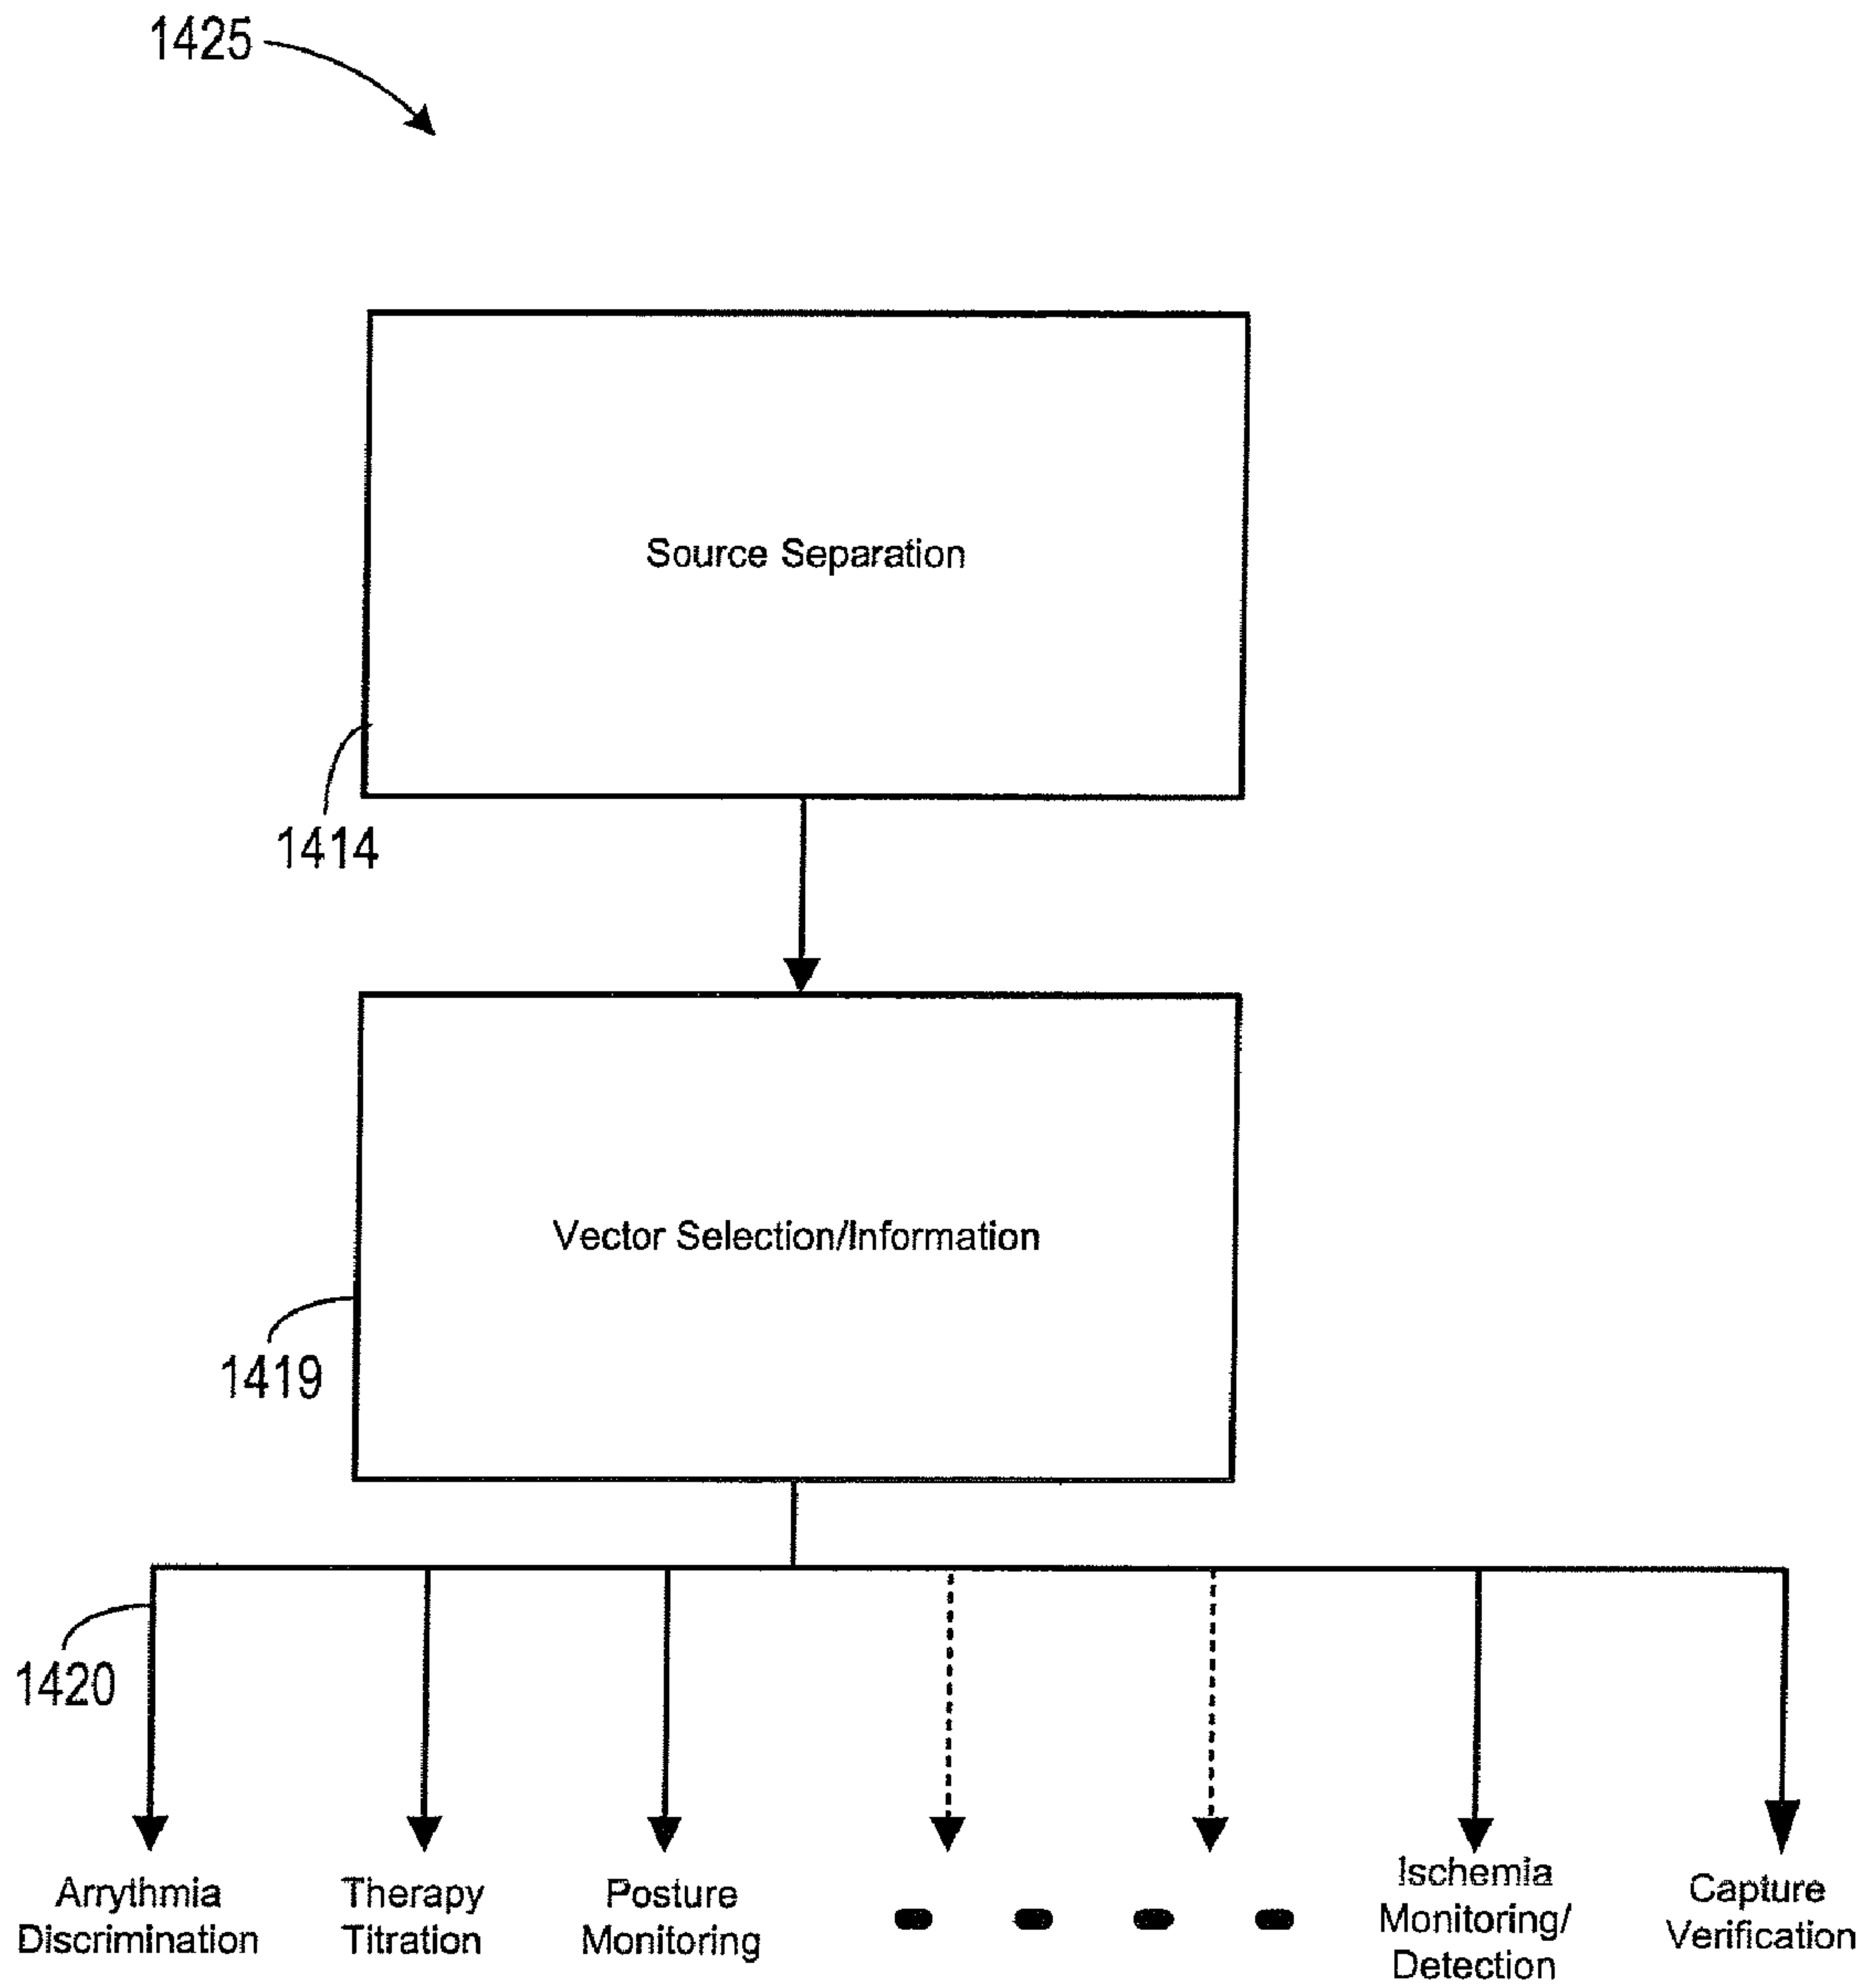 1425
Source Separation
1414
Vector Selection/Information
1419
1420
Arrythmia
Discrimination
Therapy
Titration
Posture
Monitoring
Ischemia
Monitoring/
Detection
Capture
Verification